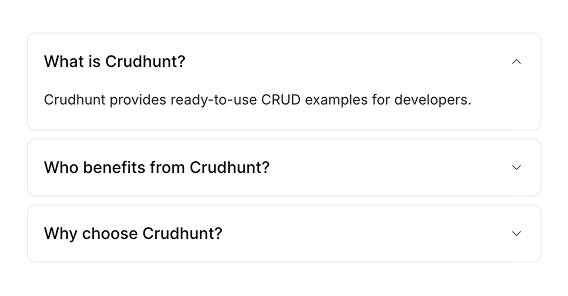 What is Crudhunt?
Crudhunt provides ready-to-use CRUD examples for developers.
Who benefits from Crudhunt?
Why choose Crudhunt?